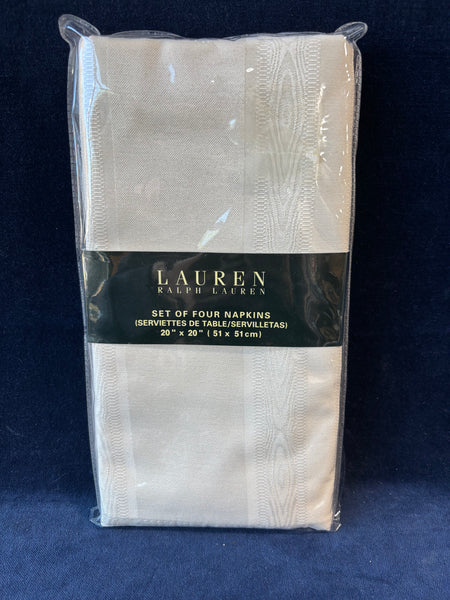 LAUREN
RALPH LAUREN
SET OF FOUR NAPKINS
(SERVIETTES DE TABLE/SERVILLETAS)
20" x 20" ( 51 x 51cm)